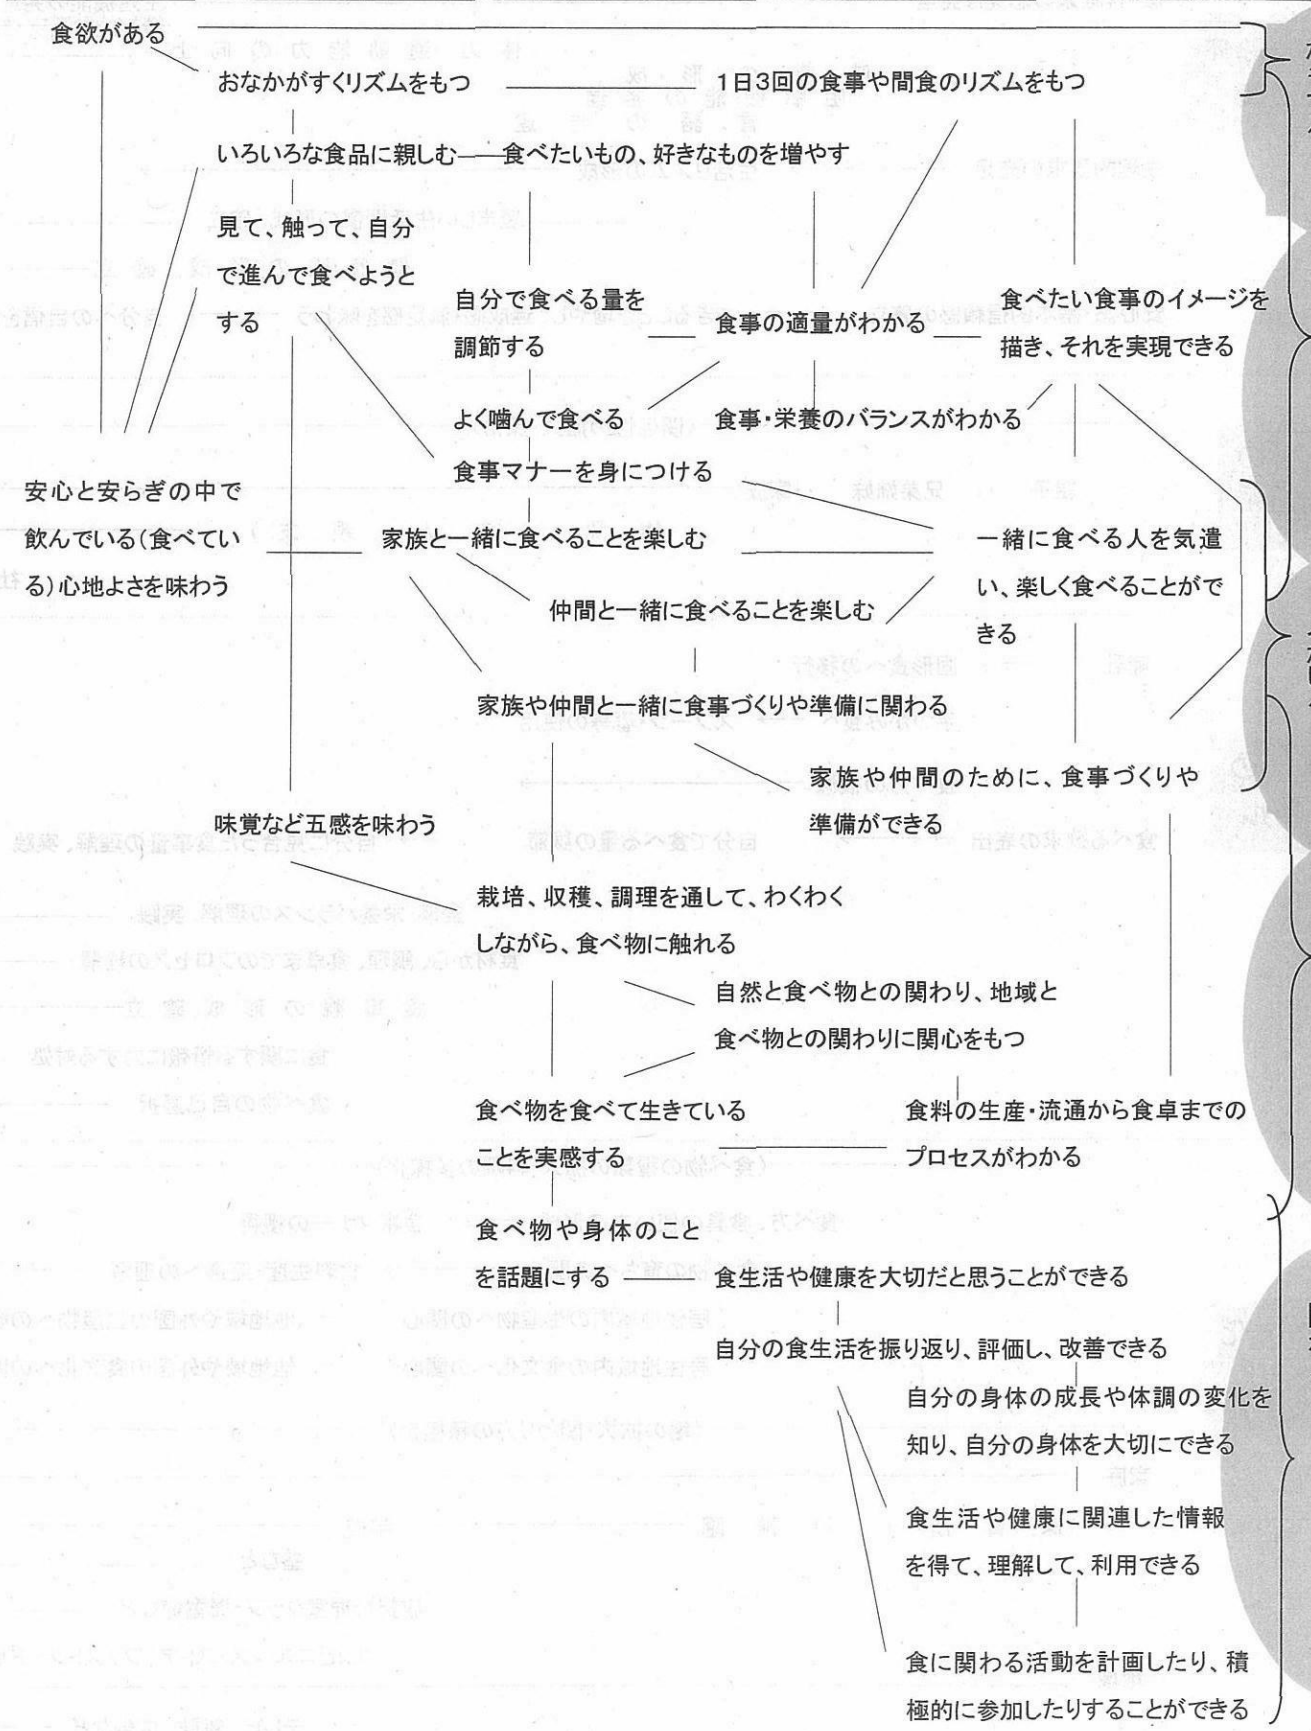 食欲がある
おなかがすくリズムをもつ
1日3回の食事や間食のリズムをもつ
いろいろな食品に親しむ
食べたいもの、好きなものを増やす
見て、触って、自分
で進んで食べようと
する
自分で食べる量を
調節する
食事の適量がわかる
食べたい食事のイメージを
描き、それを実現できる
よく噛んで食べる
食事・栄養のバランスがわかる
食事マナーを身につける
安心と安らぎの中で
飲んでいる(食べてい
る)心地よさを味わう
家族と一緒に食べることを楽しむ
一緒に食べる人を気遣
い、楽しく食べることがで
きる
仲間と一緒に食べることを楽しむ
家族や仲間と一緒に食事づくりや準備に関わる
家族や仲間のために、食事づくりや
準備ができる
味覚など五感を味わう
栽培、収穫、調理を通して、わくわく
しながら、食べ物に触れる
自然と食べ物との関わり、地域と
食べ物との関わりに関心をもつ
食べ物を食べて生きている
ことを実感する
食料の生産・流通から食卓までの
プロセスがわかる
食べ物や身体のこと
を話題にする
食生活や健康を大切だと思うことができる
自分の食生活を振り返り、評価し、改善できる
自分の身体の成長や体調の変化を
知り、自分の身体を大切にできる
食生活や健康に関連した情報
を得て、理解して、利用できる
食に関わる活動を計画したり、積
極的に参加したりすることができる